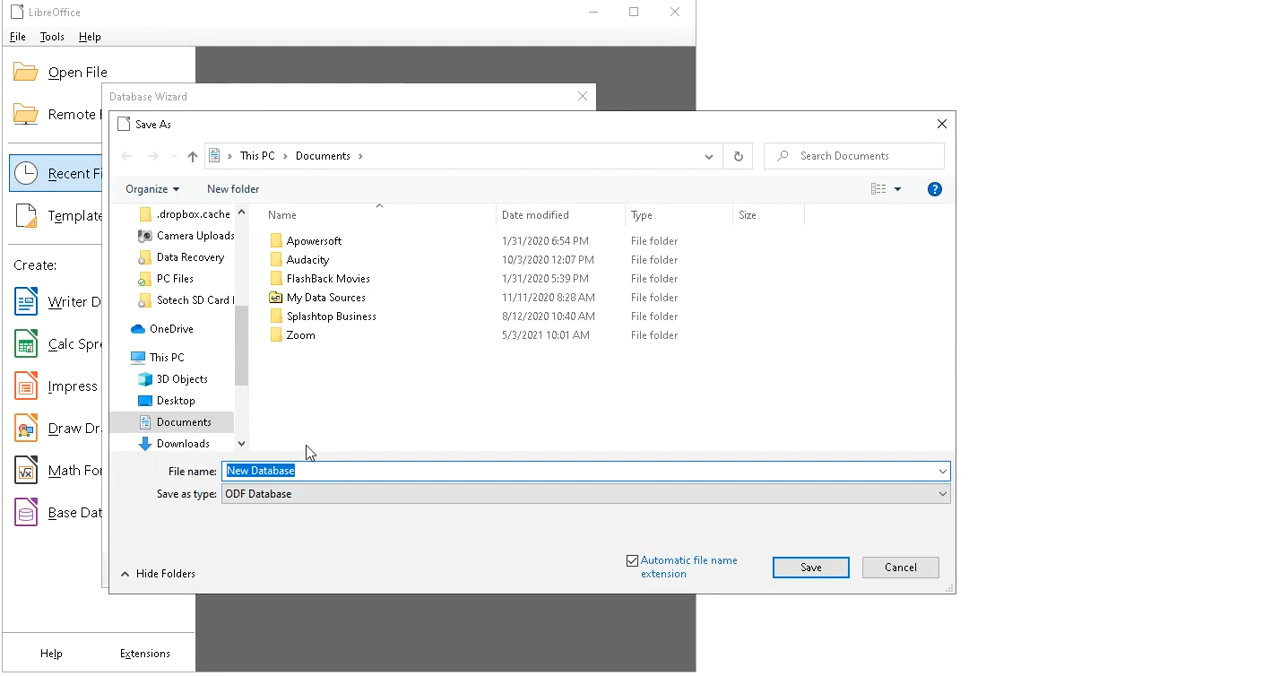 LibreOffice
File Tools Help
Open File
Remote
Recent Fi
Template
Create:
Writer D
Calc Spre
Impress
Draw Dr
Math For
Base Dat
Help Extensions
Database Wizard
Save As
This PC > Documents >
Search Documents
Organize New folder
.dropbox.cache
Camera Uploads
Data Recovery
PC Files
Sotech SD Card
OneDrive
This PC
3D Objects
Desktop
Documents
Downloads
Name Date modified Type Size
Apowersoft 1/31/2020 6:54 PM File folder
Audacity 10/3/2020 12:07 PM File folder
FlashBack Movies 1/31/2020 5:39 PM File folder
My Data Sources 11/11/2020 8:28 AM File folder
Splashtop Business 8/12/2020 10:40 AM File folder
Zoom 5/3/2021 10:01 AM File folder
File name: New Database
Save as type: ODF Database
Automatic file name
extension
Save Cancel
Hide Folders